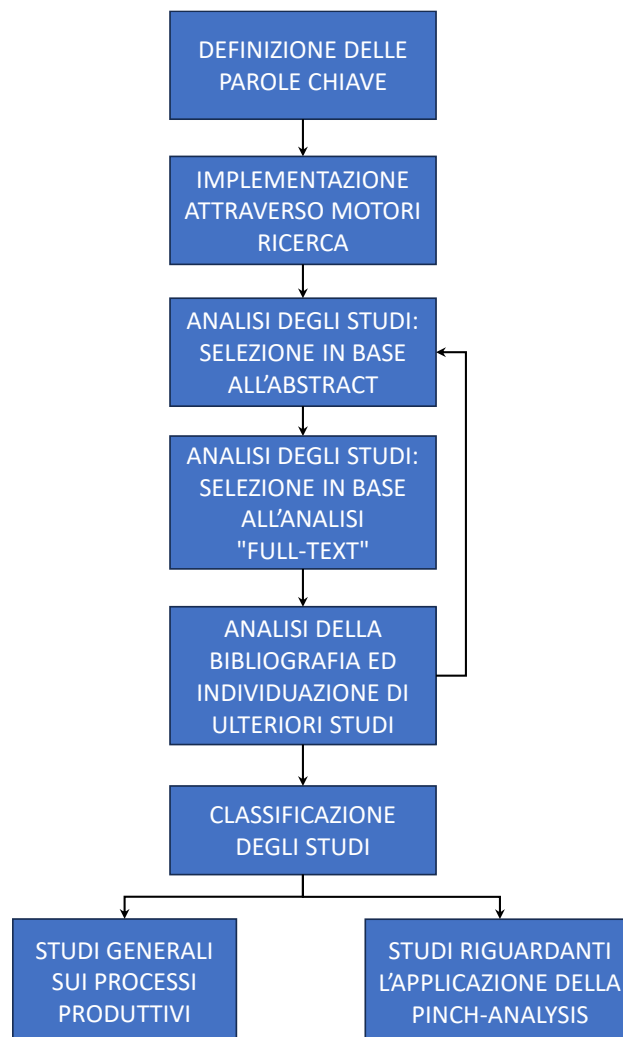 DEFINIZIONE DELLE
PAROLE CHIAVE
IMPLEMENTAZIONE
ATTRAVERSO MOTORI
RICERCA
ANALISI DEGLI STUDI:
SELEZIONE IN BASE
ALL’ABSTRACT
ANALISI DEGLI STUDI:
SELEZIONE IN BASE
ALL’ANALISI
"FULL-TEXT"
ANALISI DELLA
BIBLIOGRAFIA ED
INDIVIDUAZIONE DI
ULTERIORI STUDI
CLASSIFICAZIONE
DEGLI STUDI
STUDI GENERALI
SUI PROCESSI
PRODUTTIVI
STUDI RIGUARDANTI
L’APPLICAZIONE DELLA
PINCH-ANALYSIS